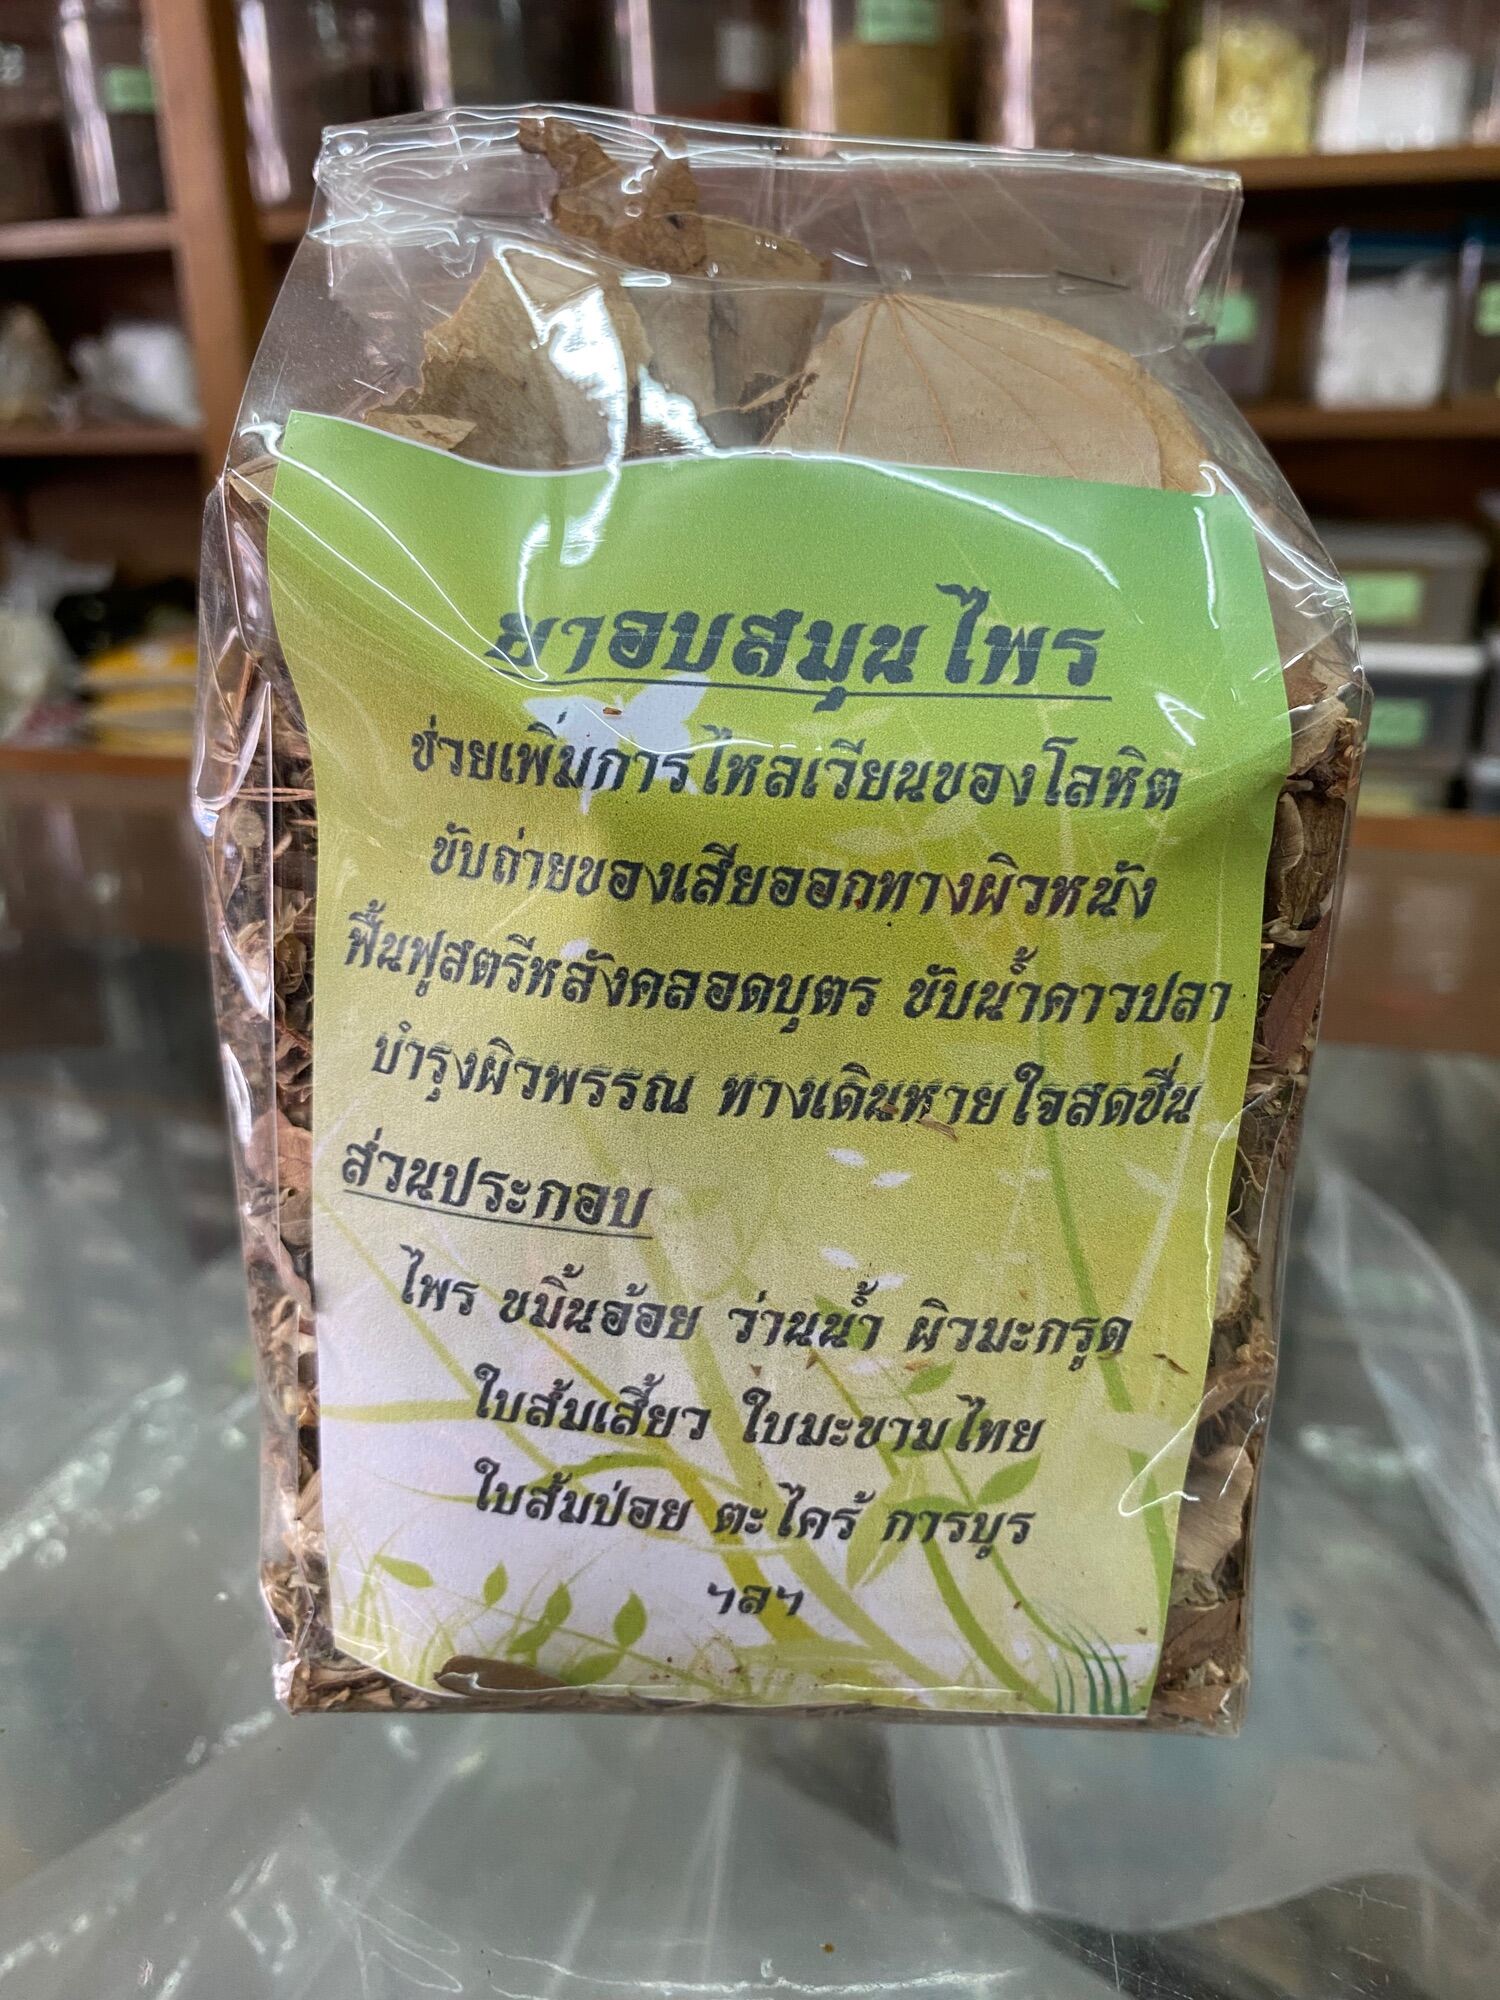 ยาอบสมุนไพร
ช่วยเพิ่มการไหลเวียนของโลหิต
ขับถ่ายของเสียออกทางผิวหนัง
ฟื้นฟูสตรีหลังคลอดบุตร ขับน้ำคาวปลา
บำรุงผิวพรรณ ทางเดินหายใจสดชื่น
ส่วนประกอบ
ไพร ขมิ้นอ้อย ว่านน้ำ ผิวมะกรูด
ใบส้มเสี้ยว ใบมะขามไทย
ใบส้มป่อย ตะไคร้ การบูร
ฯลฯ